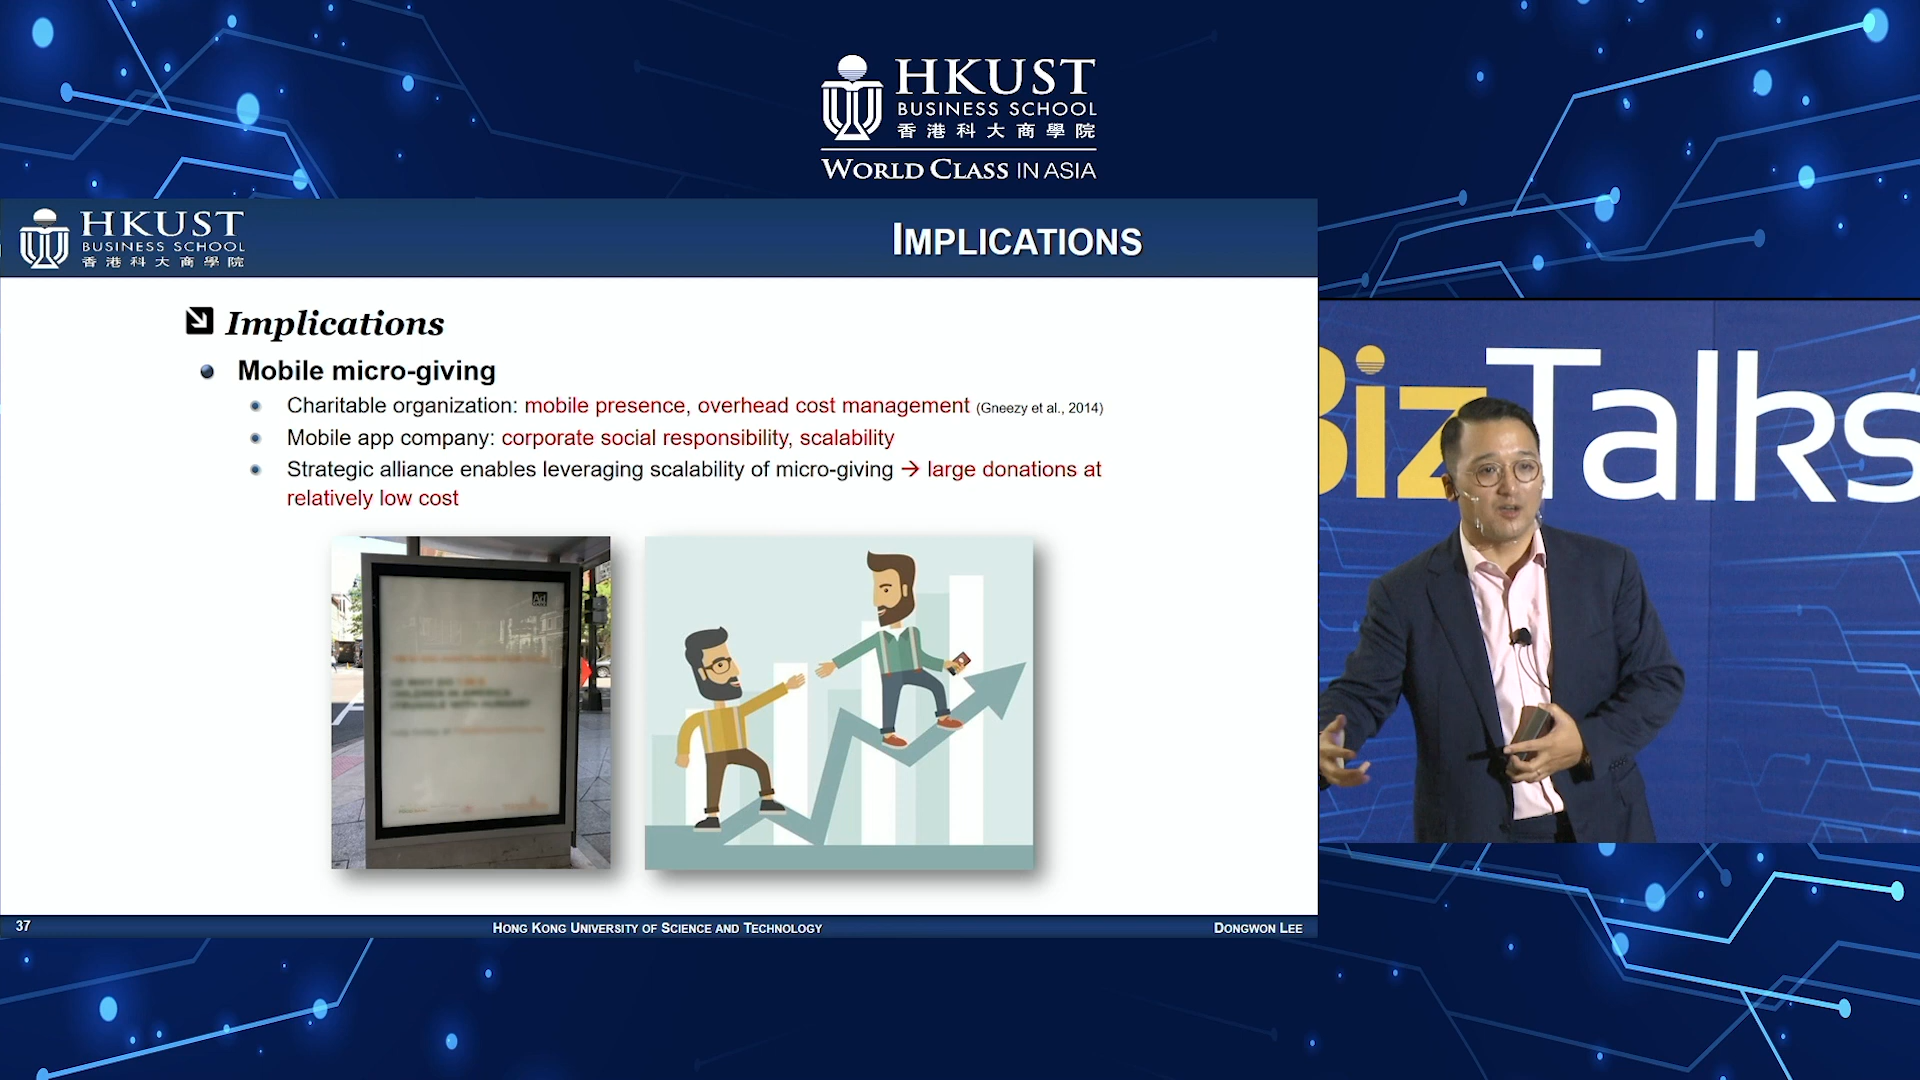 HKUST
BUSINESS SCHOOL
香港科大商學院
WORLD CLASS IN ASIA
HKUST
BUSINESS SCHOOL
香港科大商學院
IMPLICATIONS
Implications
Mobile micro-giving
Charitable organization: mobile presence, overhead cost management (Gneezy et al., 2014)
Mobile app company: corporate social responsibility, scalability
Strategic alliance enables leveraging scalability of micro-giving → large donations at
relatively low cost
Ad
BizTalks
37
HONG KONG UNIVERSITY OF SCIENCE AND TECHNOLOGY
DONGWON LEE